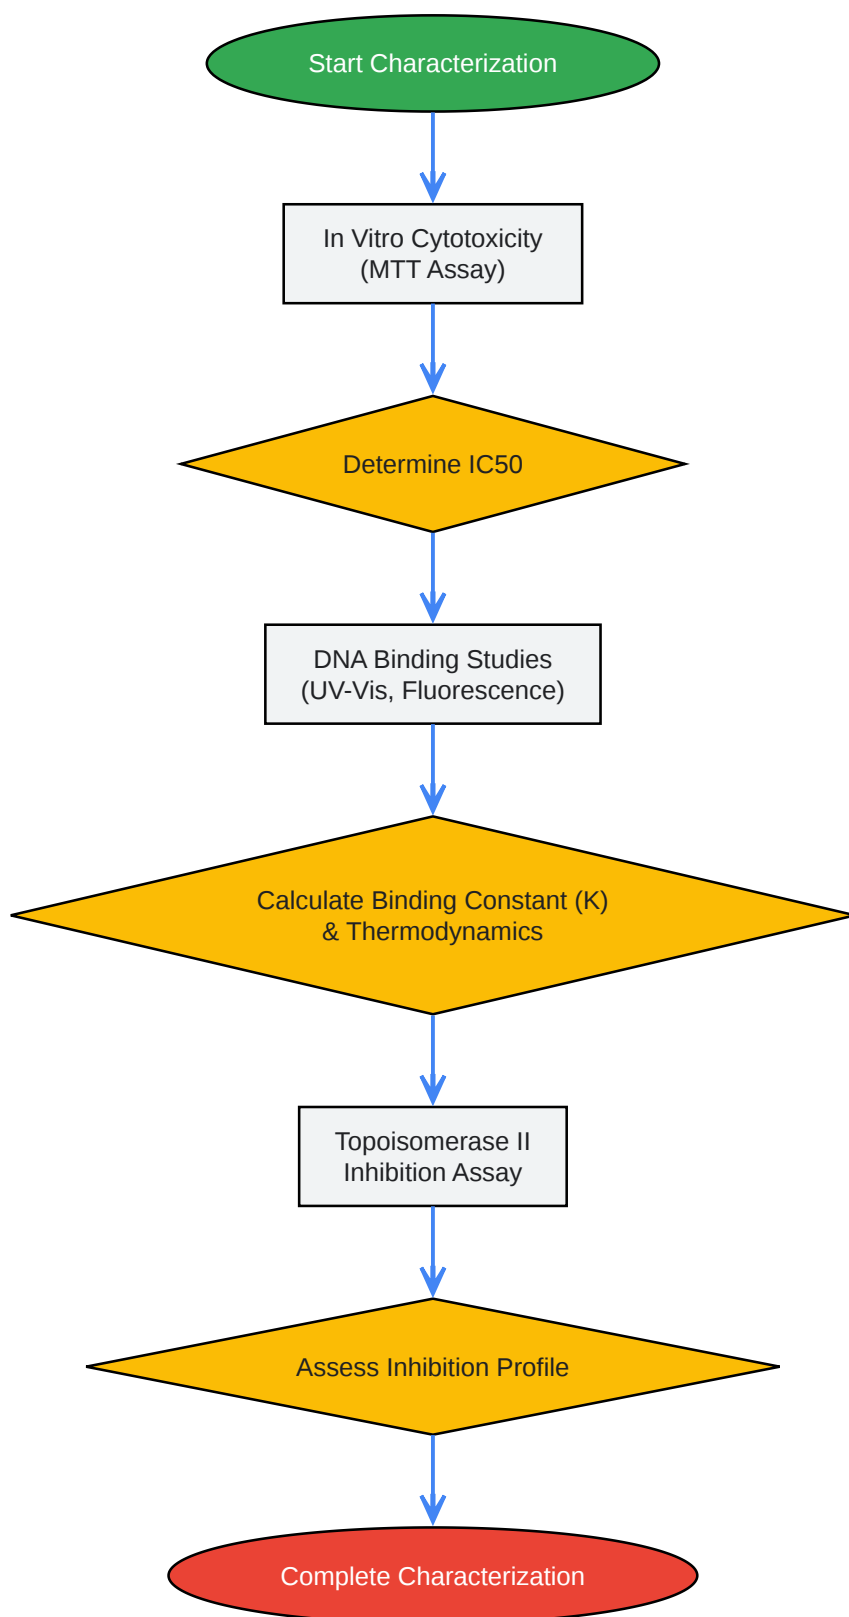 Start Characterization
In Vitro Cytotoxicity
(MTT Assay)
Determine IC50
DNA Binding Studies
(UV-Vis, Fluorescence)
Calculate Binding Constant (K)
& Thermodynamics
Topoisomerase II
Inhibition Assay
Assess Inhibition Profile
Complete Characterization